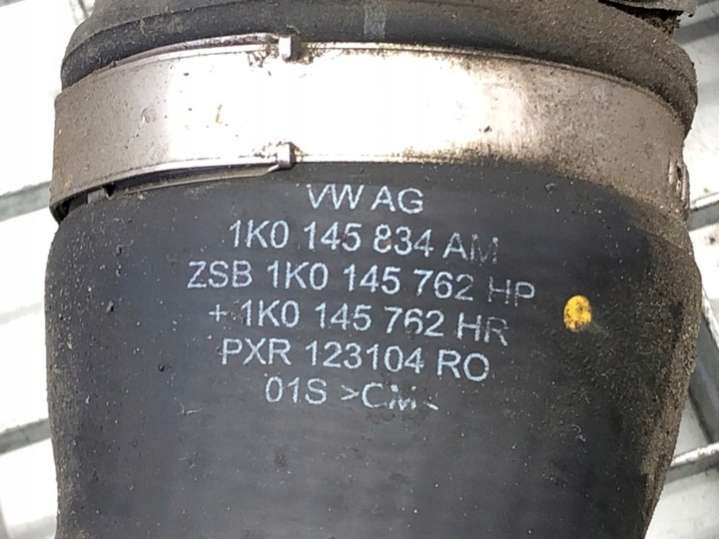 VW AG
1K0 145 834 AM
ZSB 1K0 145 762 HP
+ 1K0 145 762 HR
PXR 123104 RO
01S >CM<